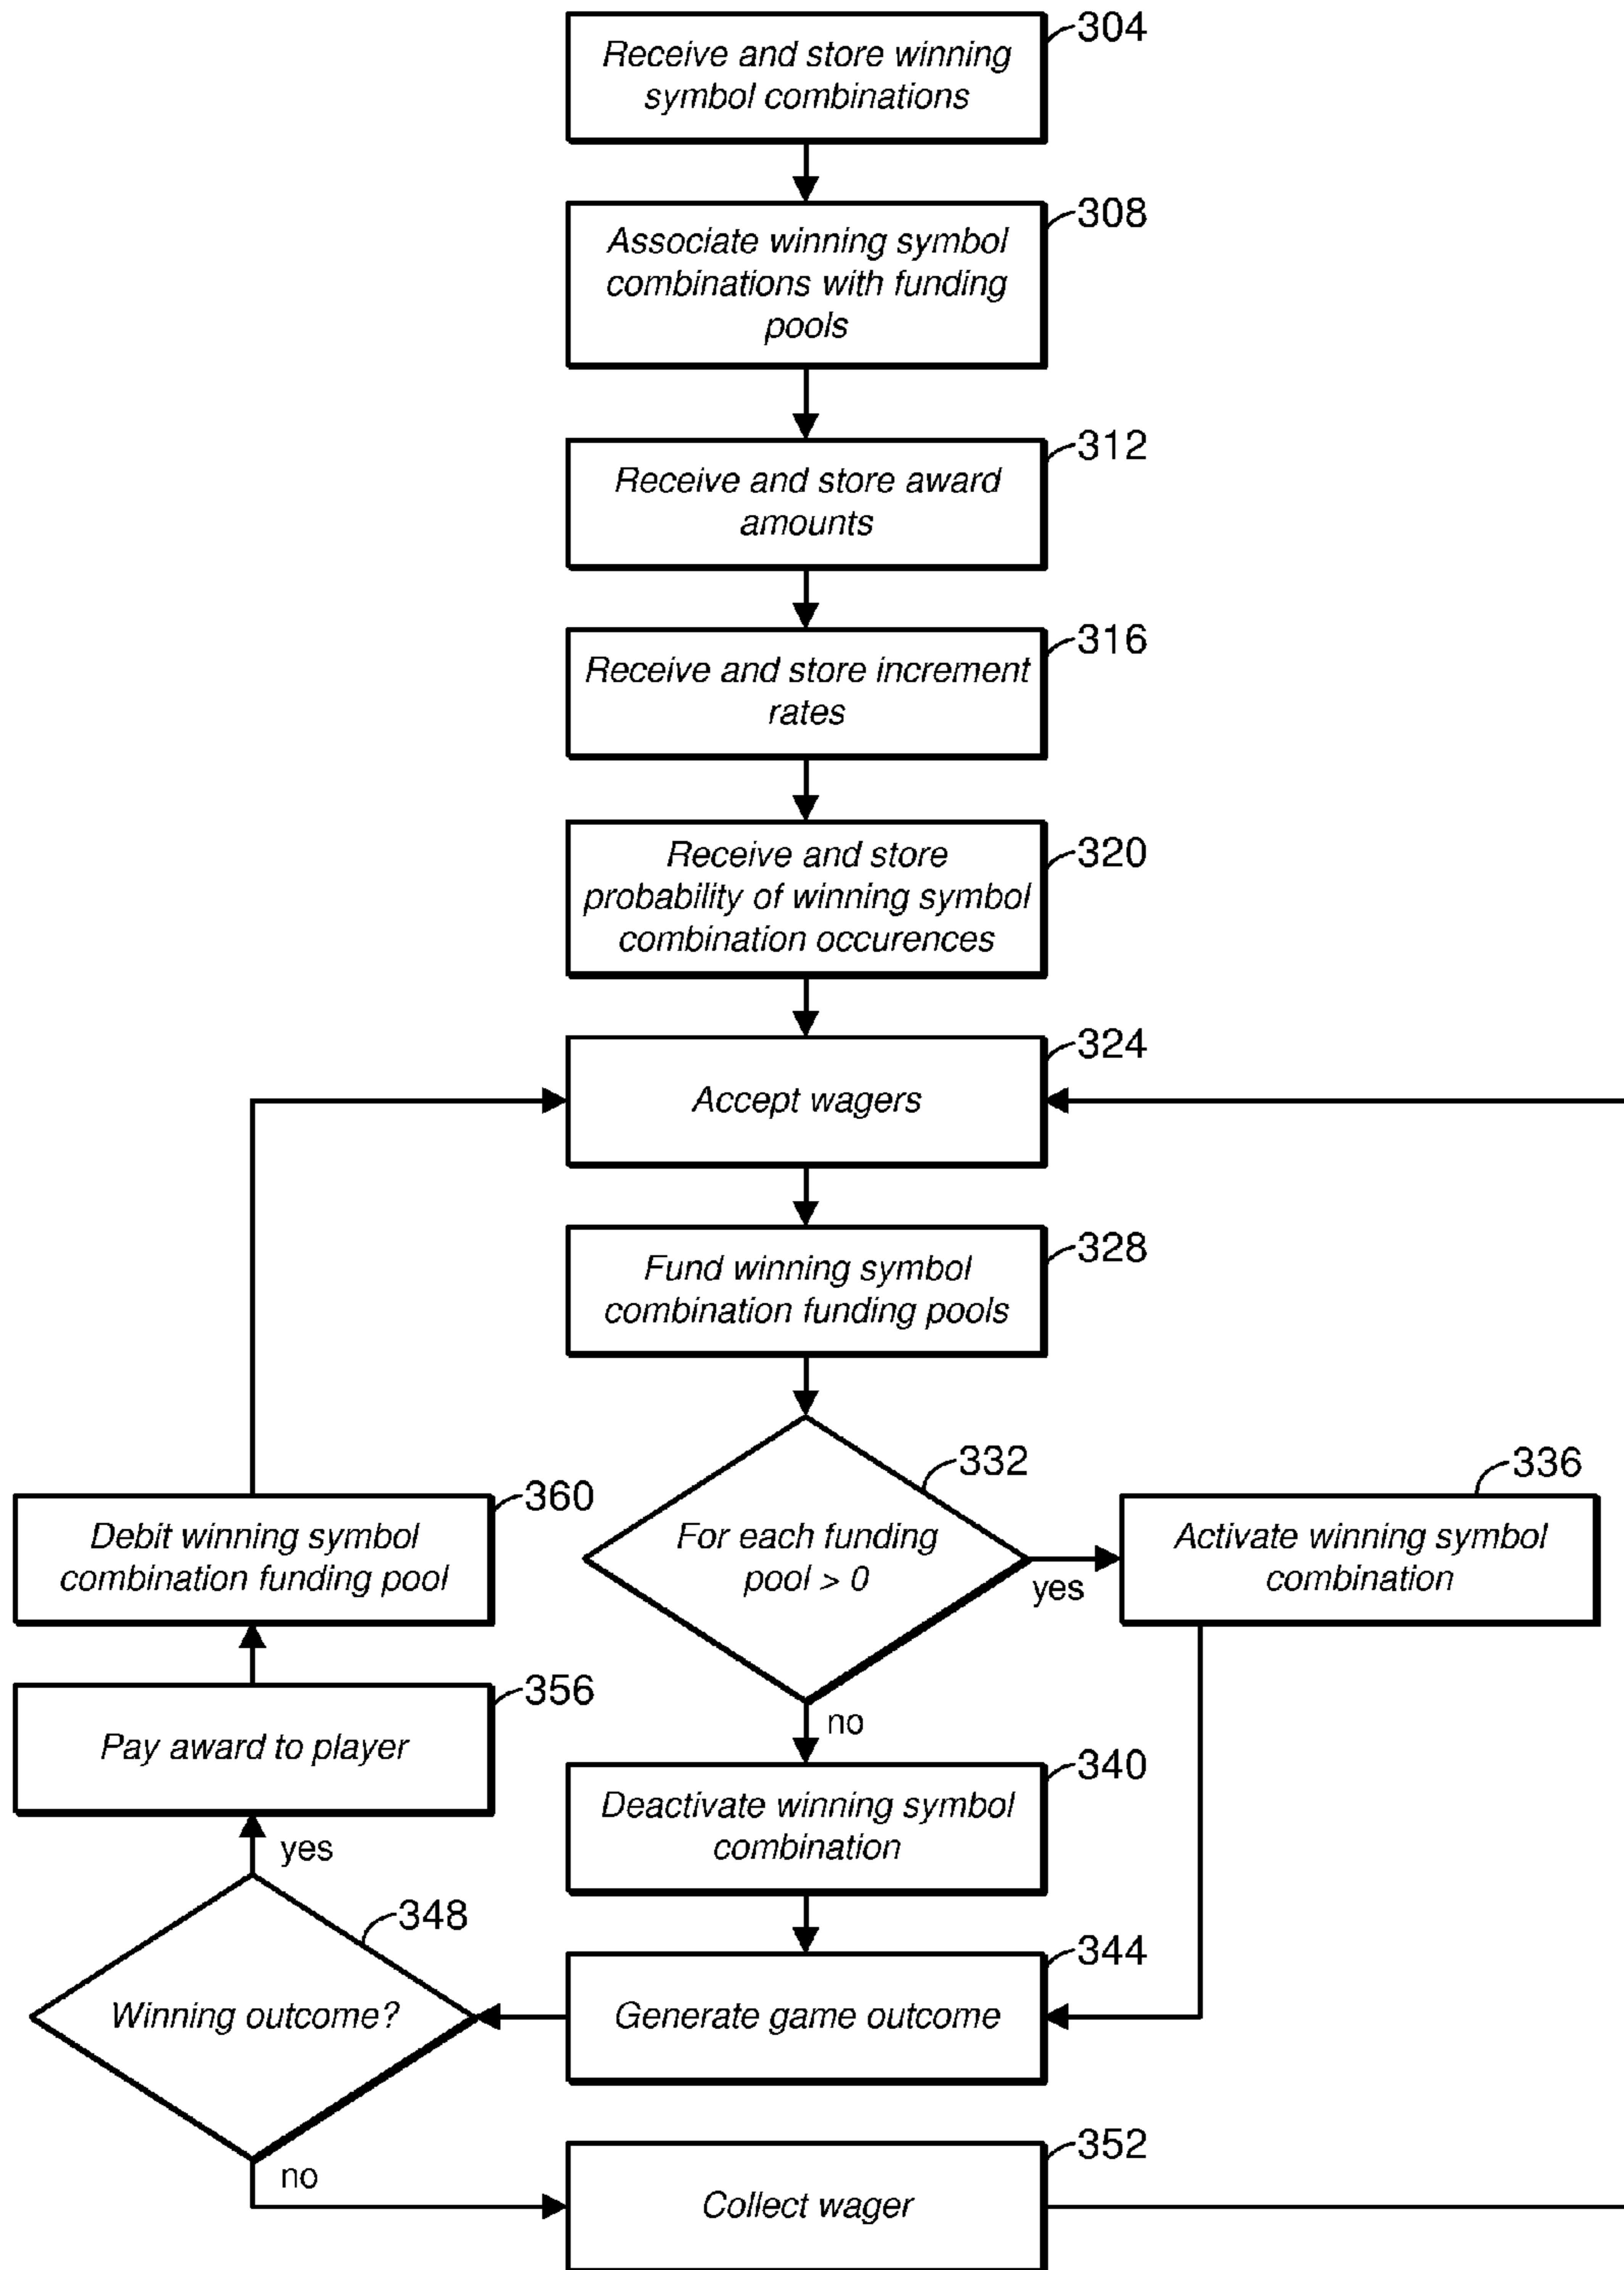 304
Receive and store winning
symbol combinations
308
Associate winning symbol
combinations with funding
pools
312
Receive and store award
amounts
316
Receive and store increment
rates
320
Receive and store
probability of winning symbol
combination occurences
324
Accept wagers
328
Fund winning symbol
combination funding pools
332
For each funding
pool > 0
yes
336
Activate winning symbol
combination
no
340
Deactivate winning symbol
combination
344
Generate game outcome
348
Winning outcome?
yes
356
Pay award to player
360
Debit winning symbol
combination funding pool
no
352
Collect wager